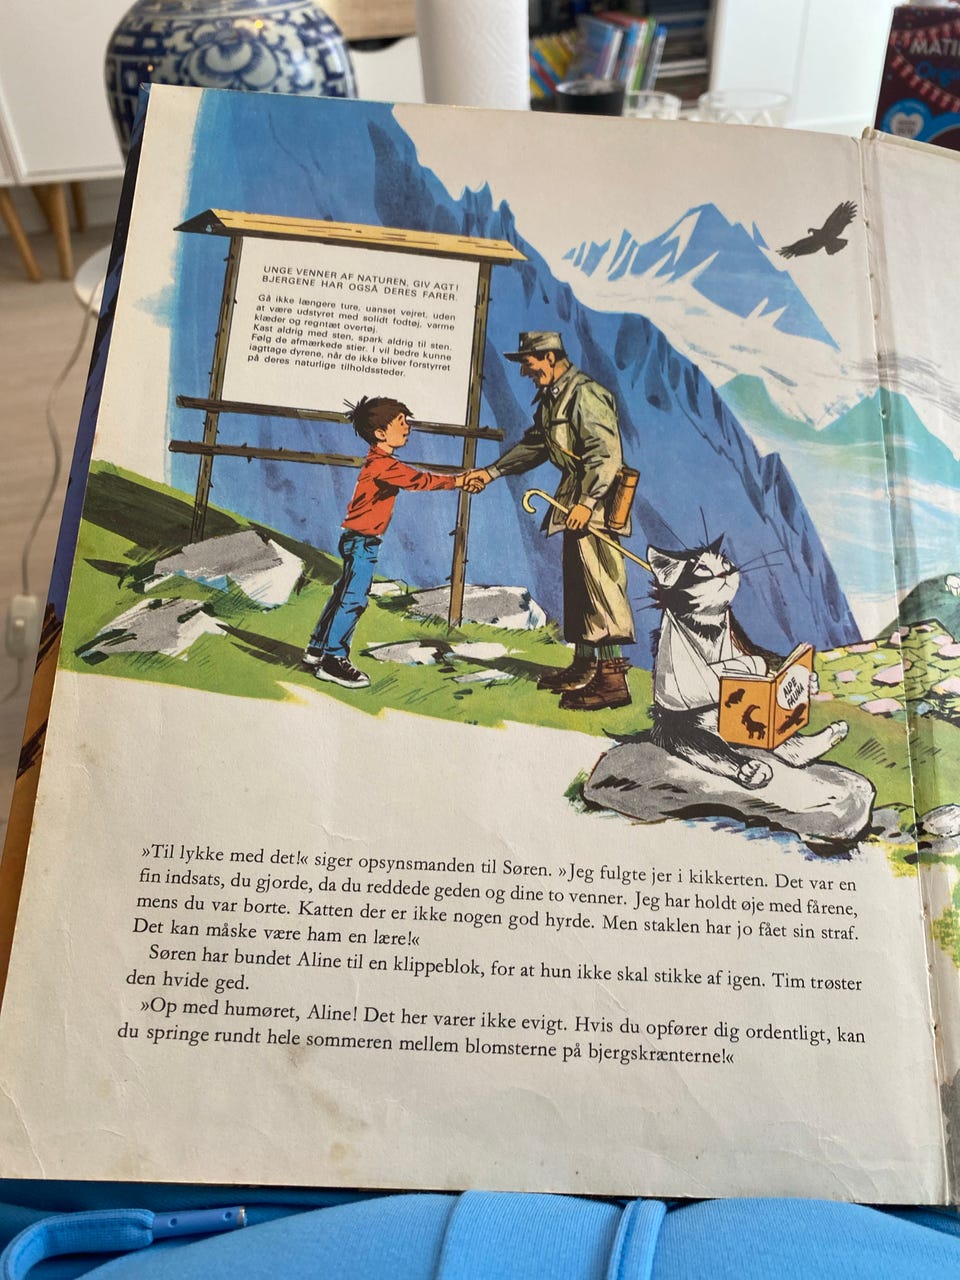 MATI
UNGE VENNER AF NATUREN, GIV AGT!
BJERGENE HAR OGSÅ DERES FARER.
Gå ikke længere ture, uanset vejret, uden
at være udstyret med solidt fodtøj, varme
klæder og regntæt overtøj.
Kast aldrig med sten, spark aldrig til sten.
Følg de afmærkede stier. I vil bedre kunne
iagttage dyrene, når de ikke bliver forstyrret
på deres naturlige tilholdssteder.
ALPE
FAUNA
»Til lykke med det!« siger opsynsmanden til Søren. »Jeg fulgte jer i kikkerten. Det var en
fin indsats, du gjorde, da du reddede geden og dine to venner. Jeg har holdt øje med fårene,
mens du var borte. Katten der er ikke nogen god hyrde. Men staklen har jo fået sin straf.
Det kan måske være ham en lære!«
Søren har bundet Aline til en klippeblok, for at hun ikke skal stikke af igen. Tim trøster
den hvide ged.
»Op med humøret, Aline! Det her varer ikke evigt. Hvis du opfører dig ordentligt, kan
du springe rundt hele sommeren mellem blomsterne på bjergskrænterne!«